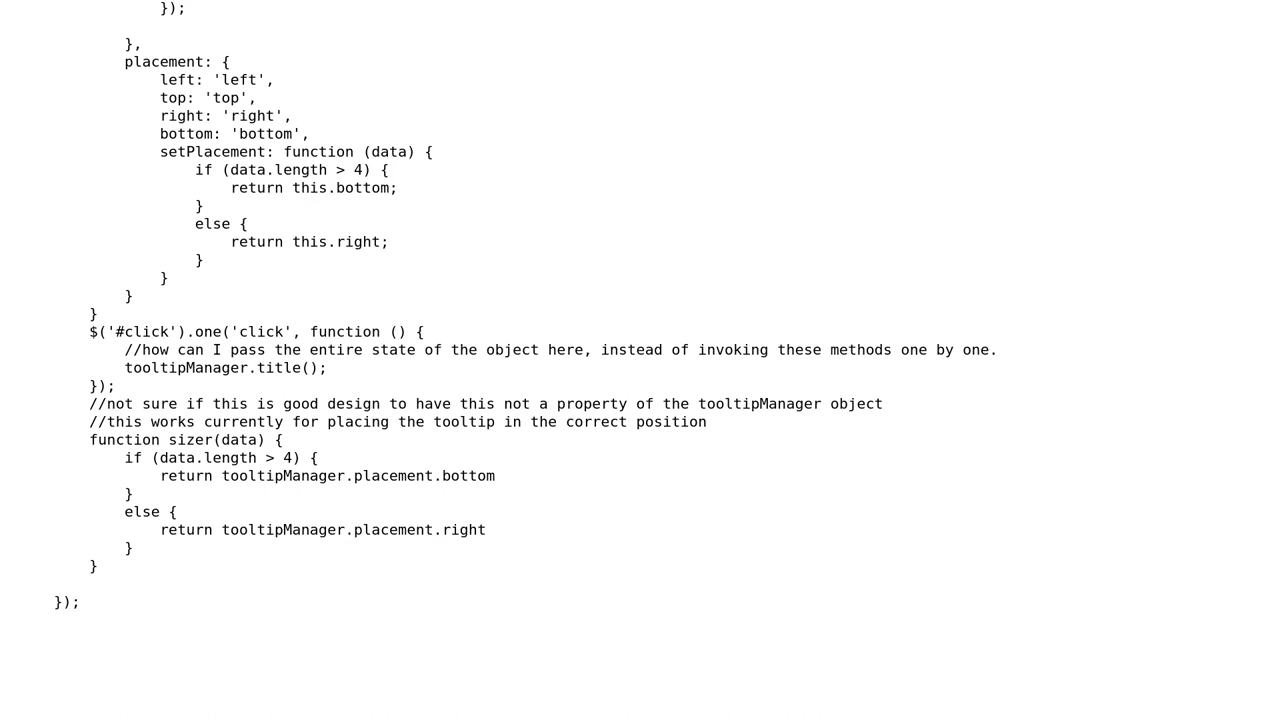 });

        },
        placement: {
            left: 'left',
            top: 'top',
            right: 'right',
            bottom: 'bottom',
            setPlacement: function (data) {
                if (data.length > 4) {
                    return this.bottom;
                }
                else {
                    return this.right;
                }
            }
        }
    }
    $('#click').one('click', function () {
        //how can I pass the entire state of the object here, instead of invoking these methods one by one.
        tooltipManager.title();
    });
    //not sure if this is good design to have this not a property of the tooltipManager object
    //this works currently for placing the tooltip in the correct position
    function sizer(data) {
        if (data.length > 4) {
            return tooltipManager.placement.bottom
        }
        else {
            return tooltipManager.placement.right
        }
    }

});